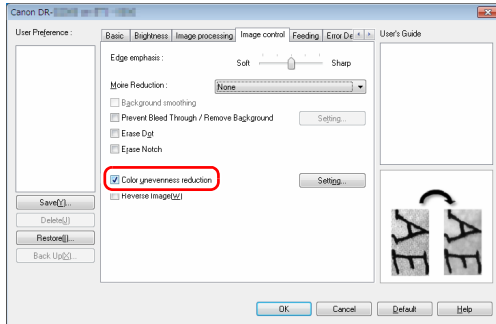 Canon DR-
User Preference :
Basic Brightness Image processing Image control Feeding Error De
User's Guide
Edge emphasis :
Soft
Sharp
Moire Reduction :
None
Background smoothing
Prevent Bleed Through / Remove Background
Setting...
Erase Dot
Erase Notch
Color unevenness reduction
Setting...
Reverse Image(W)
Save(Y)...
Delete(J)
Restore(I)...
Back Up(X)...
AE
AE
OK
Cancel
Default
Help